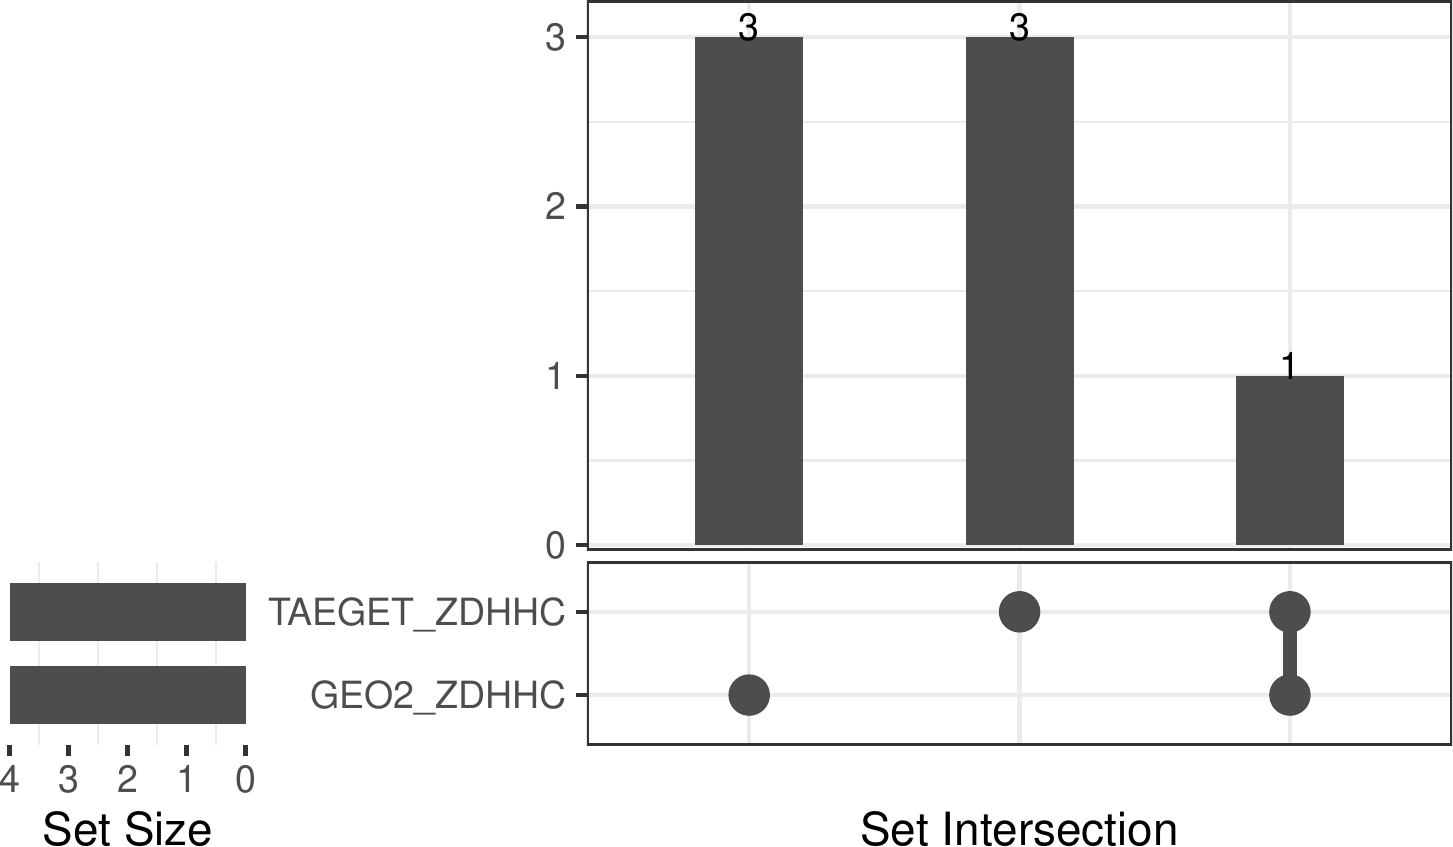 3
3
3
2
1
1
0
TAEGET_ZDHHC
GEO2_ZDHHC
4 3 2 1 0
Set Size
Set Intersection